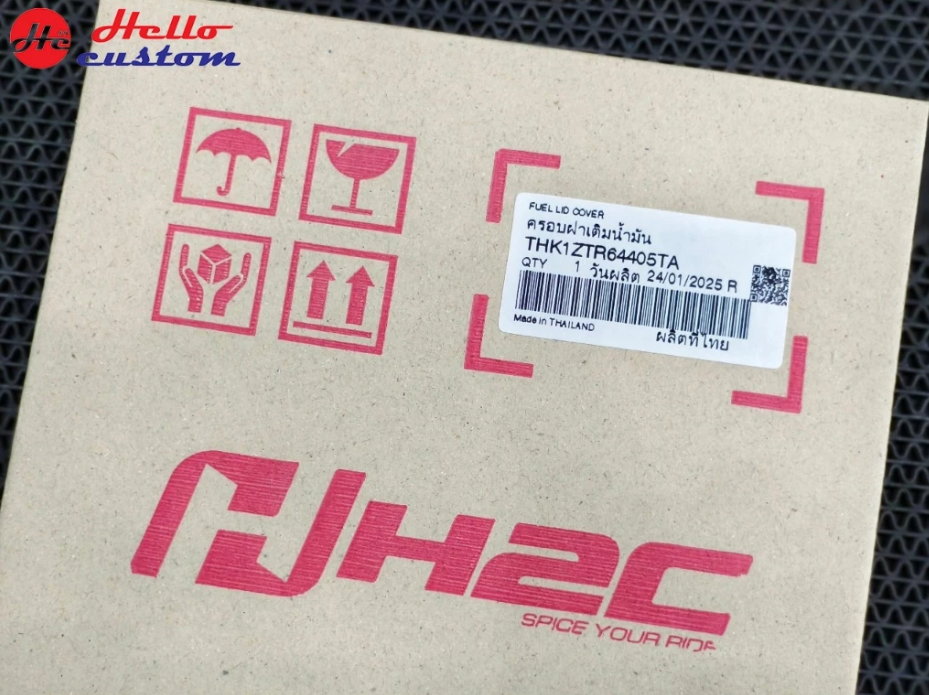 Hc
Hello
custom
FUEL LID COVER
ครอบฝาเติมน้ำมัน
THK1ZTR64405TA
QTY 1 วันผลิต 24/01/2025 R
Made in THAILAND
ผลิตที่ไทย
H2C
SPICE YOUR RIDE